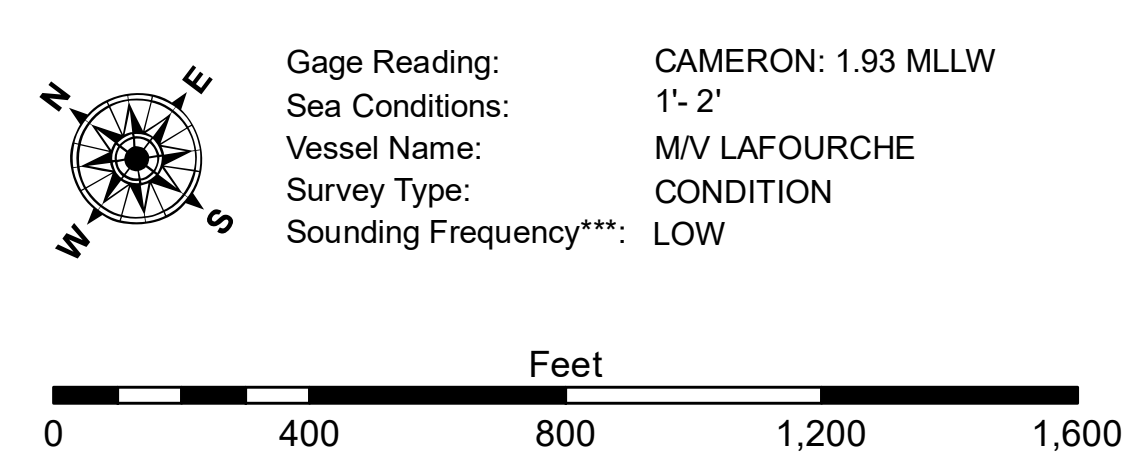 N
E
W
S
Gage Reading: CAMERON: 1.93 MLLW
Sea Conditions: 1'- 2'
Vessel Name: M/V LAFOURCHE
Survey Type: CONDITION
Sounding Frequency***: LOW
Feet
0 400 800 1,200 1,600